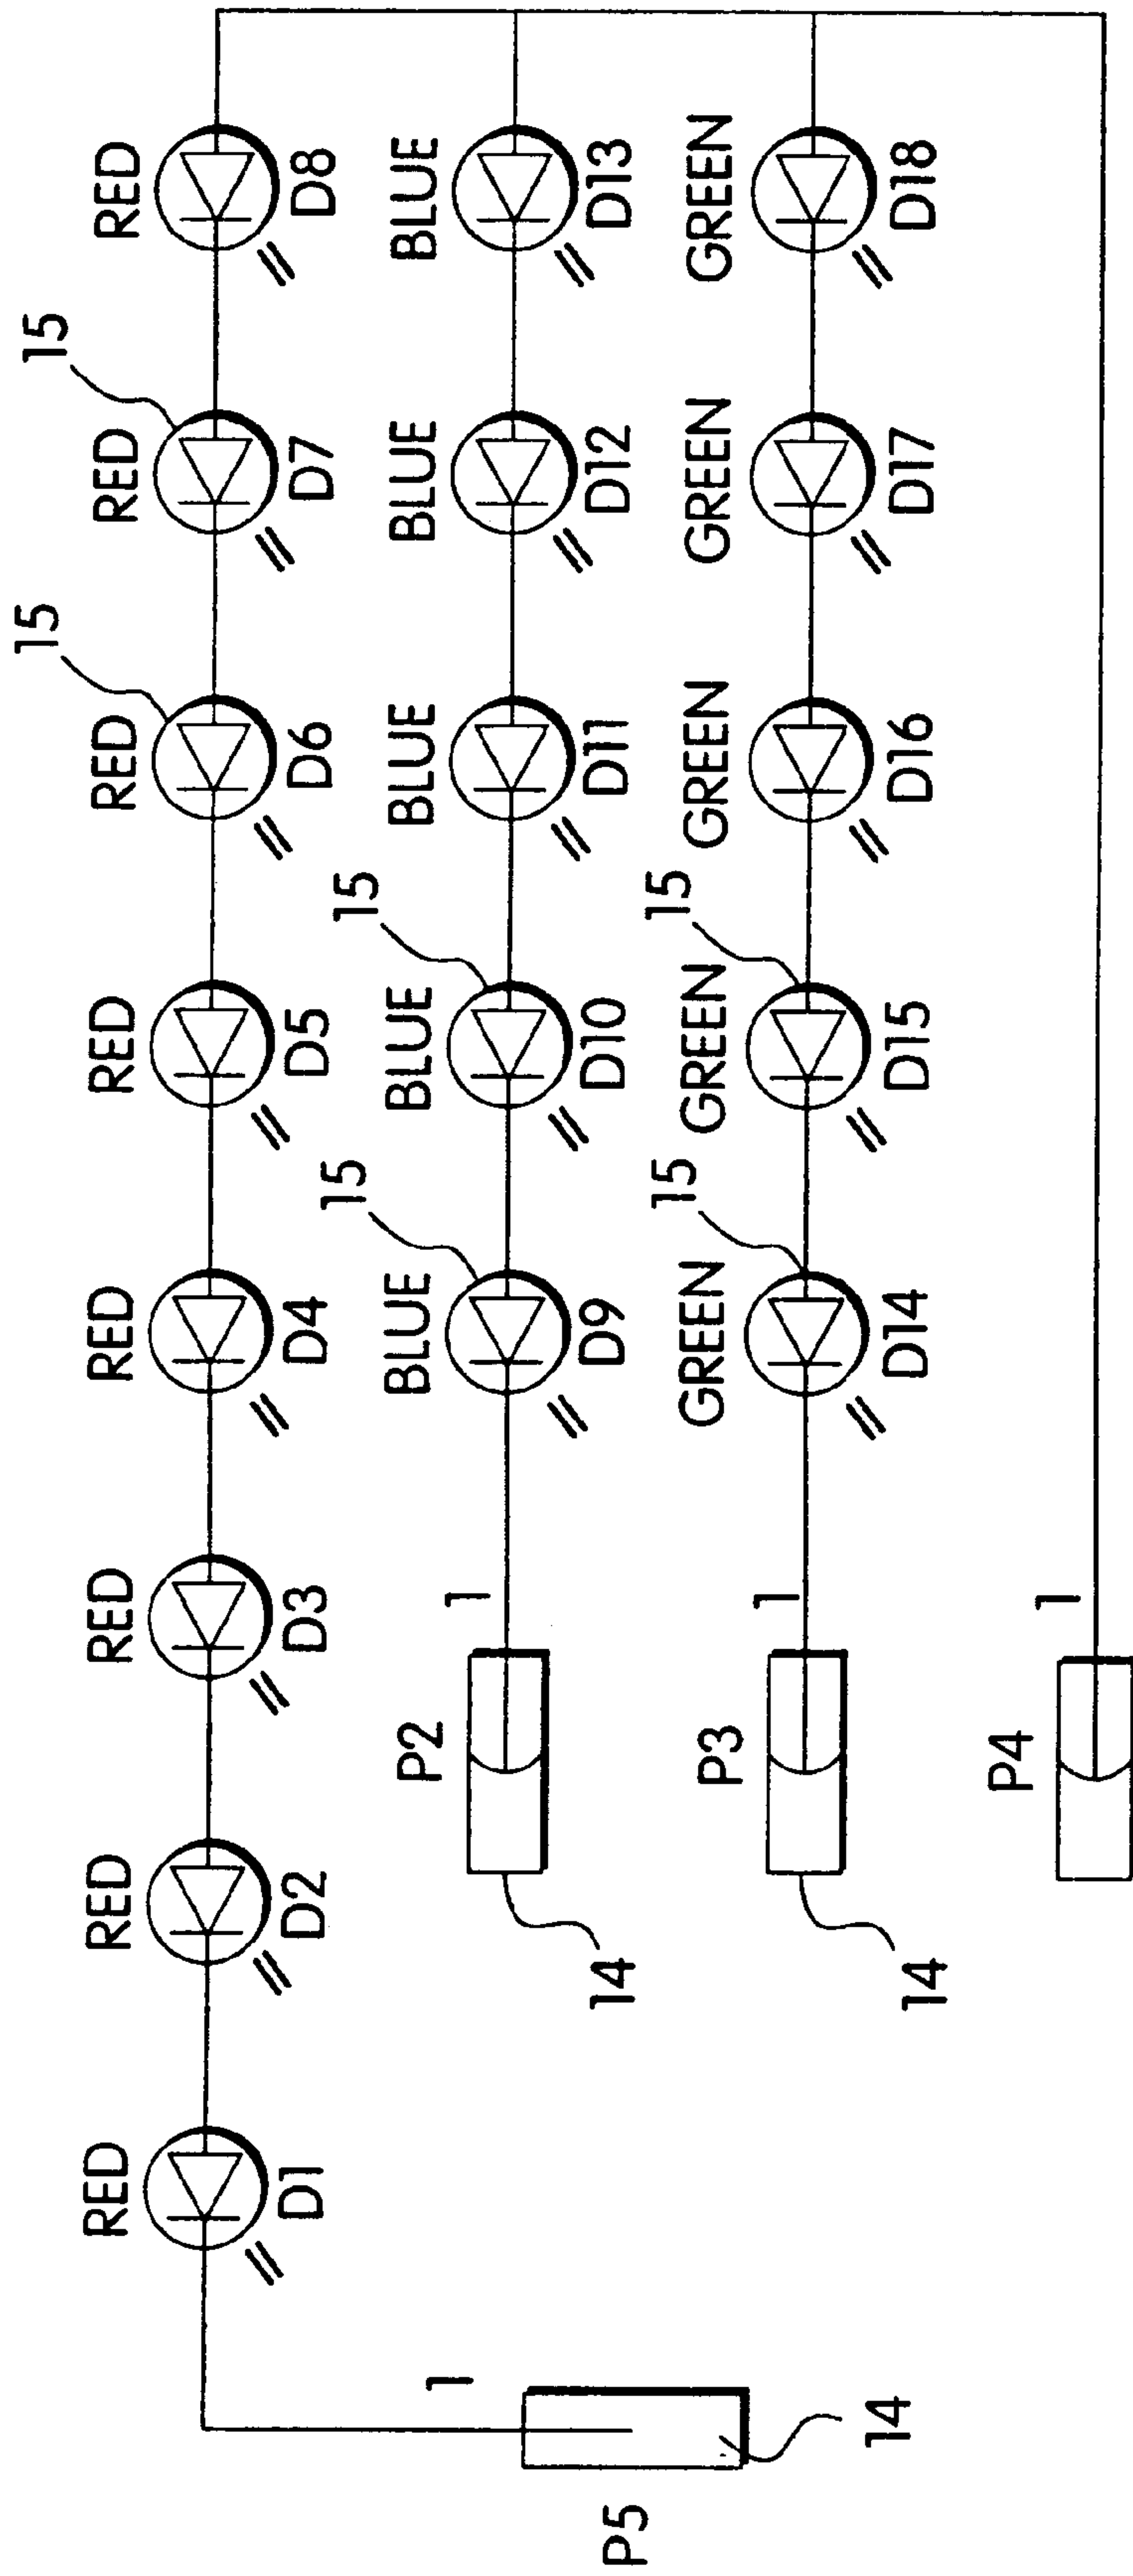 15 15
RED RED RED RED RED RED RED RED
D1 D2 D3 D4 D5 D6 D7 D8
15 15
P2 BLUE BLUE BLUE BLUE BLUE
1 1
P5 14 D9 D10 D11 D12 D13
15 15
P3 GREEN GREEN GREEN GREEN GREEN
1
14 14 D14 D15 D16 D17 D18
P4
1